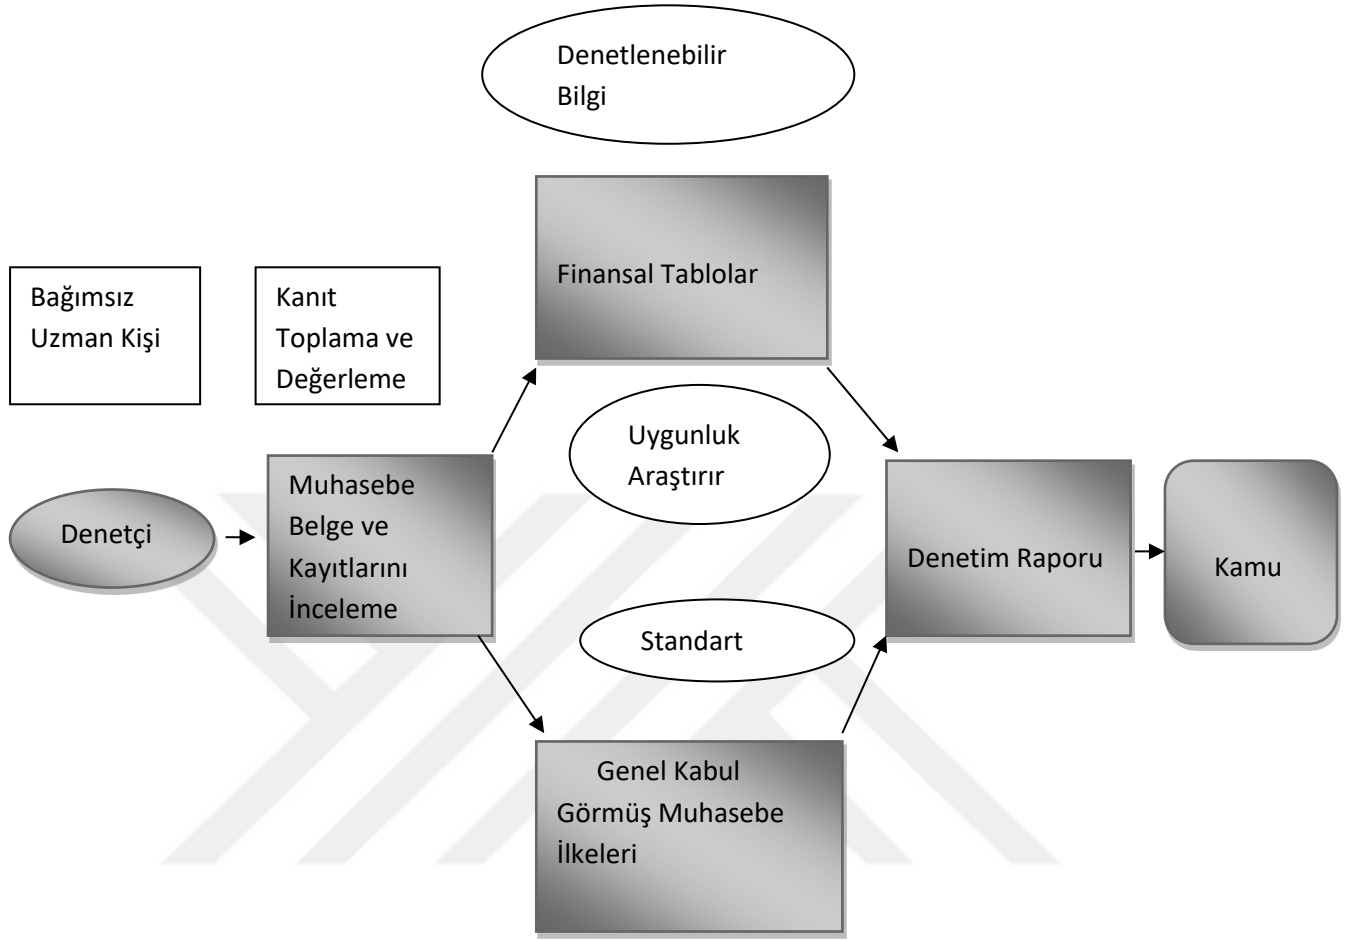 Denetlenebilir
Bilgi
Finansal Tablolar
Bağımsız
Uzman Kişi
Kanıt
Toplama ve
Değerleme
Uygunluk
Araştırır
Denetçi
Muhasebe
Belge ve
Kayıtlarını
İnceleme
Denetim Raporu
Kamu
Standart
Genel Kabul
Görmüş Muhasebe
İlkeleri